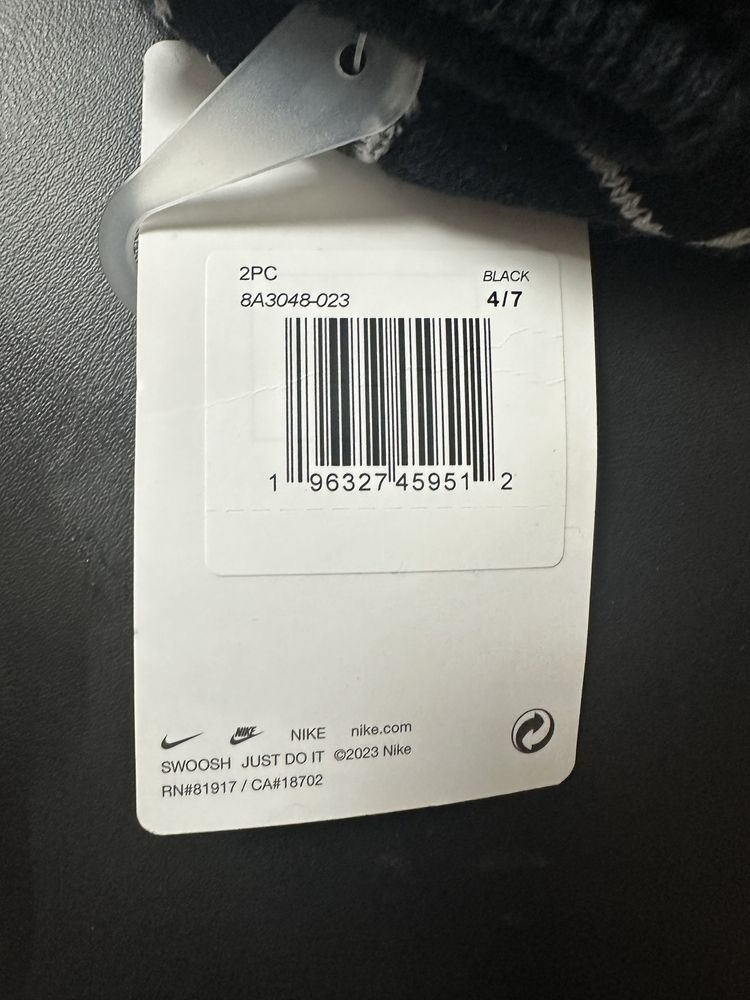 2PC BLACK
8A3048-023 4/7
1 96327 45951 2
NIKE NIKE nike.com
SWOOSH JUST DO IT ©2023 Nike
RN#81917 / CA#18702